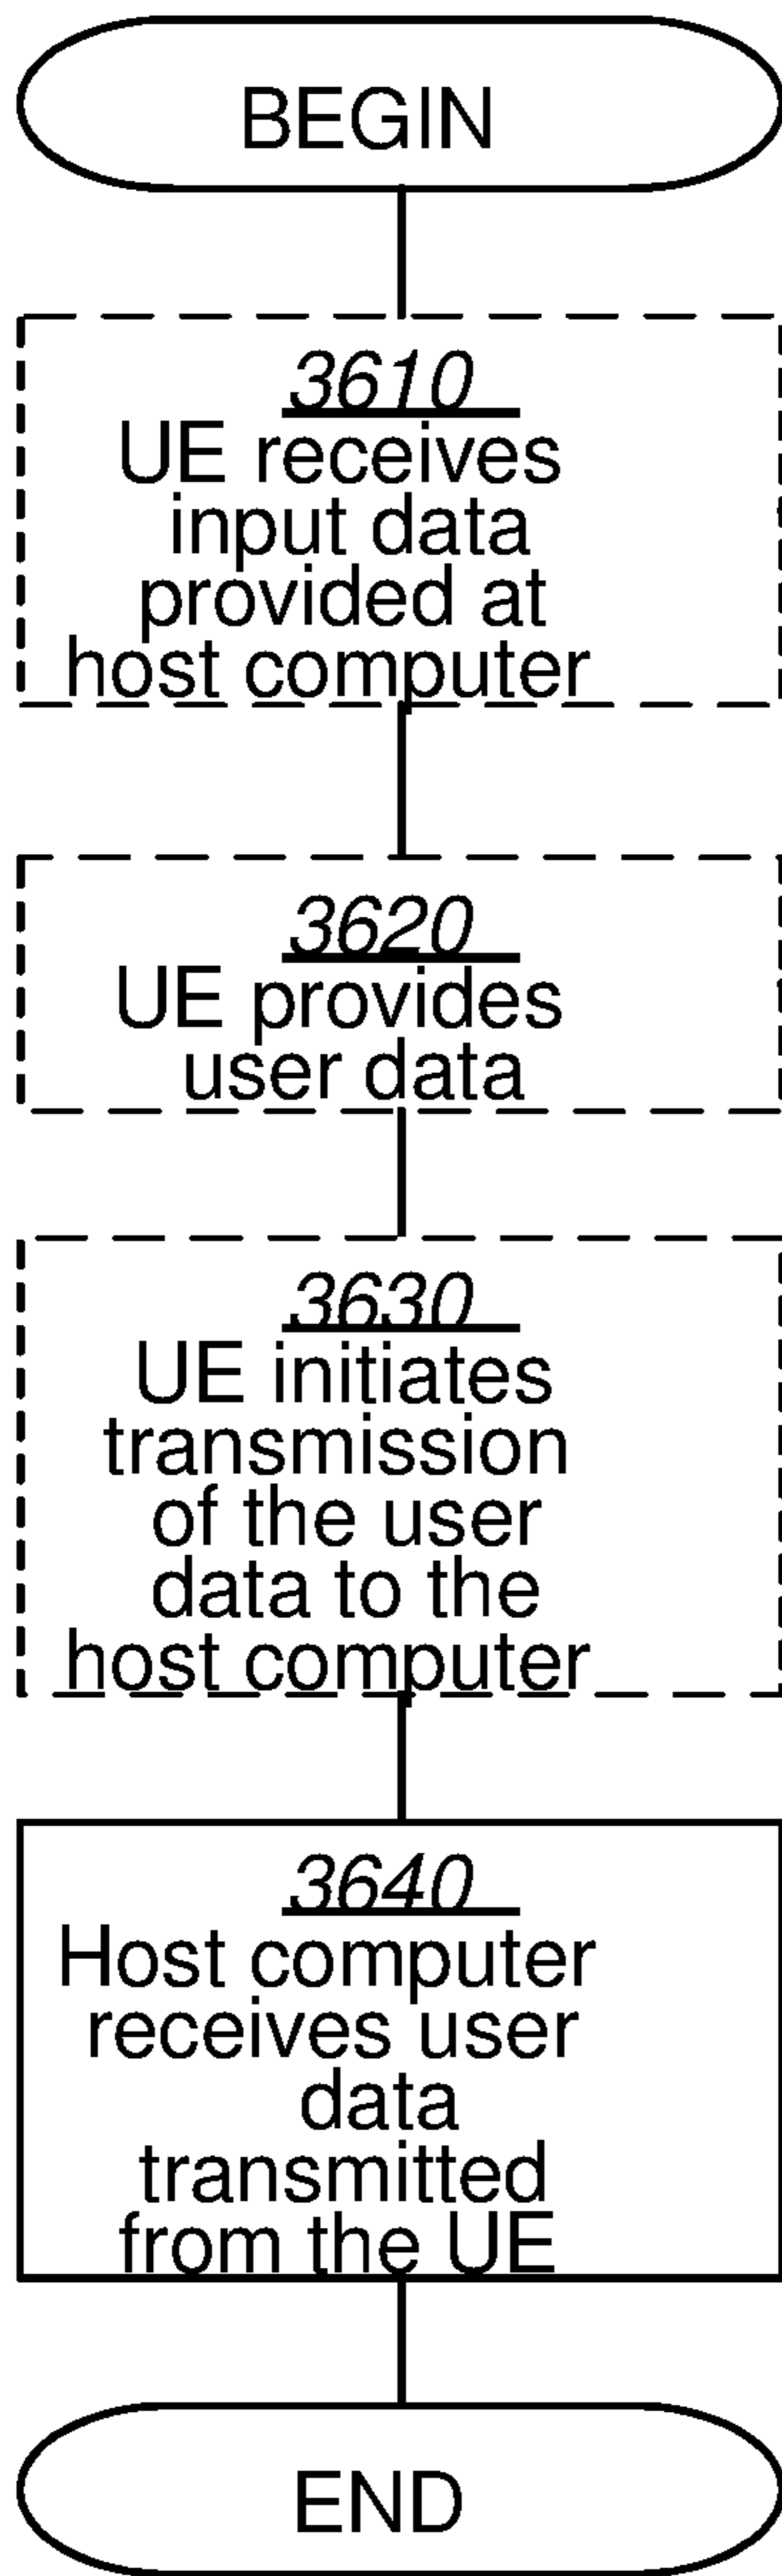 BEGIN
3610
UE receives
input data
provided at
host computer
3620
UE provides
user data
3630
UE initiates
transmission
of the user
data to the
host computer
3640
Host computer
receives user
data
transmitted
from the UE
END